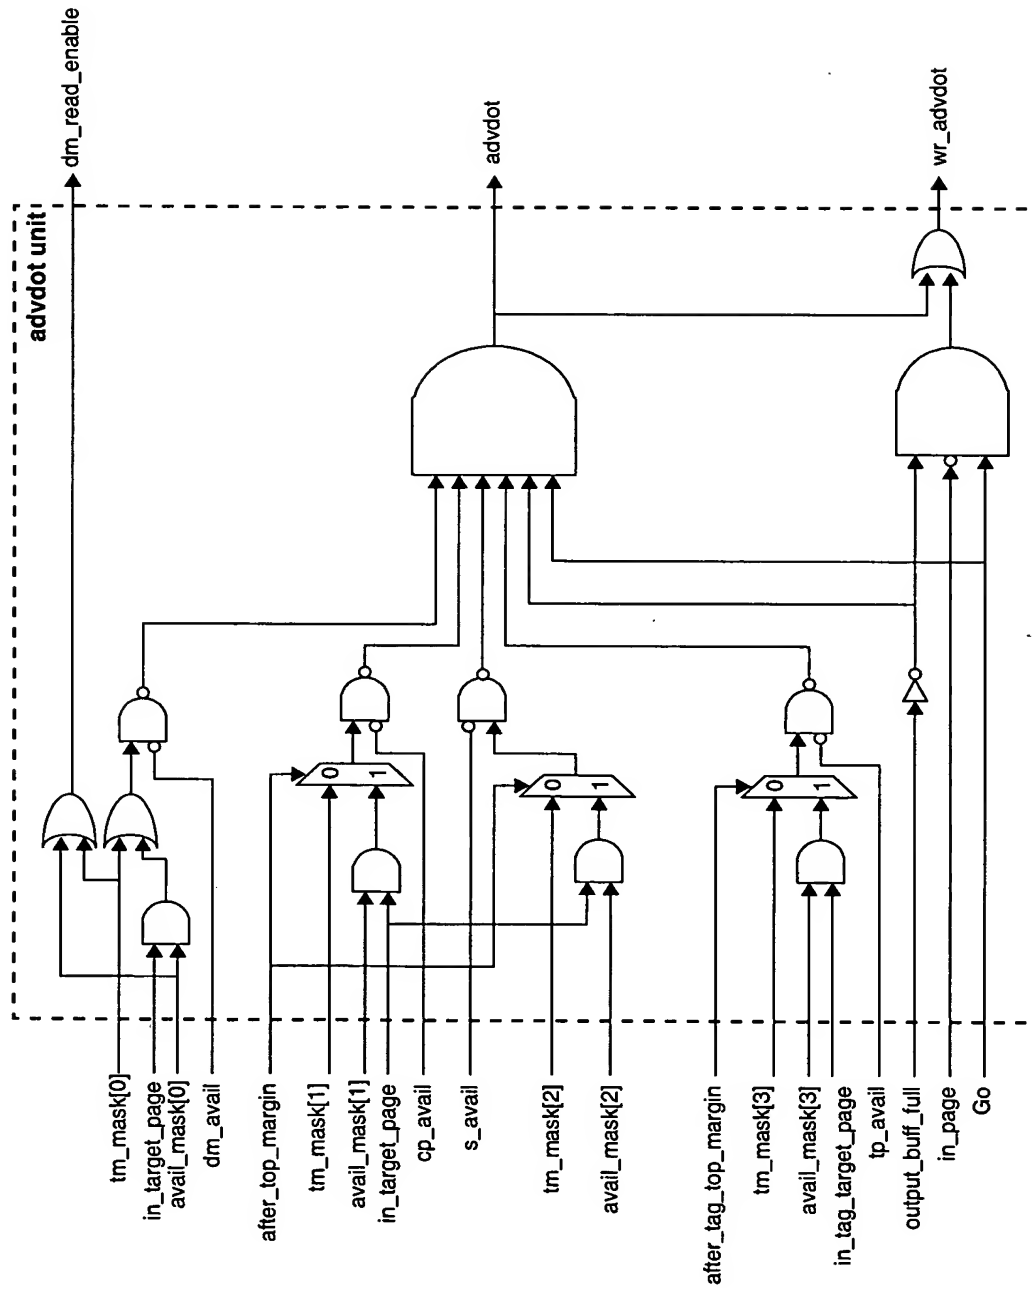 advdot unit
dm_read_enable
advdot
wr_advdot
tm_mask[0]
in_target_page
avail_mask[0]
dm_avail
after_top_margin
tm_mask[1]
avail_mask[1]
in_target_page
cp_avail
s_avail
tm_mask[2]
avail_mask[2]
after_tag_top_margin
tm_mask[3]
avail_mask[3]
in_tag_target_page
tp_avail
output_buff_full
in_page
Go
0
1
0
1
0
1